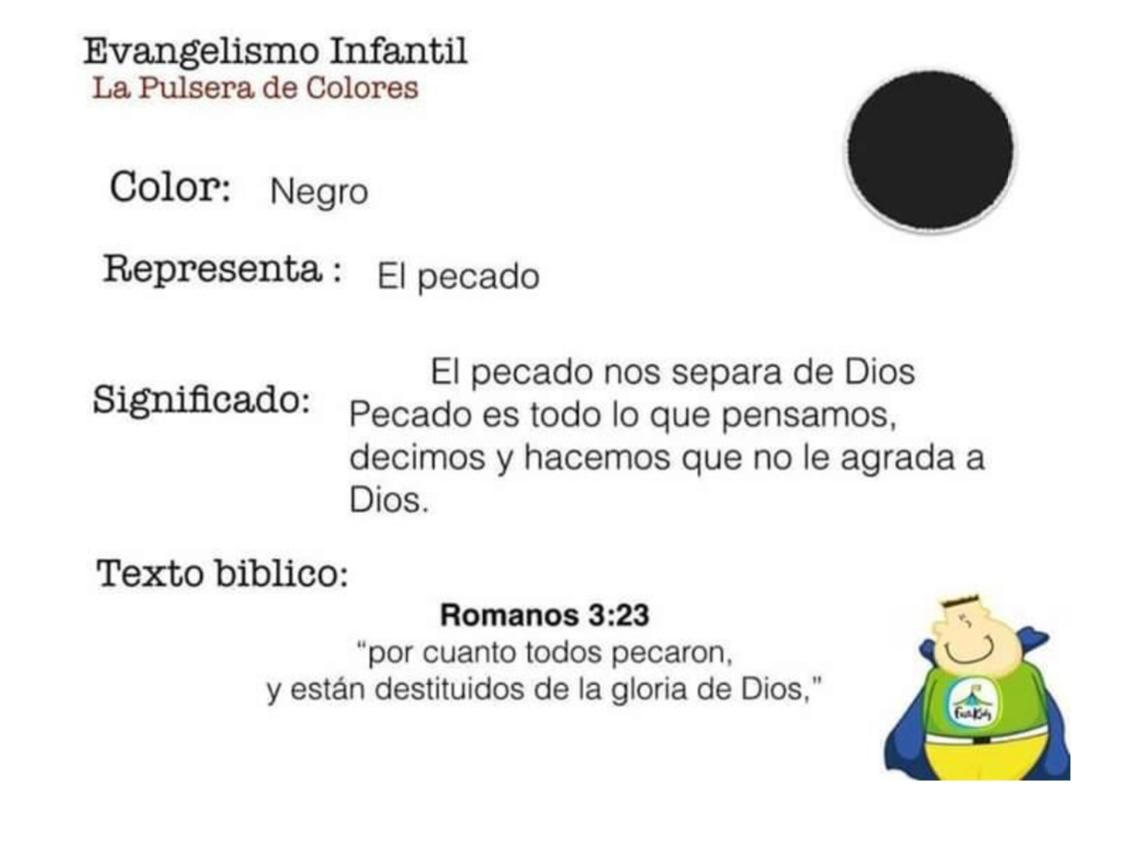 Evangelismo Infantil
La Pulsera de Colores
Color: Negro
Representa : El pecado
Significado: El pecado nos separa de Dios
Pecado es todo lo que pensamos,
decimos y hacemos que no le agrada a
Dios.
Texto biblico:
Romanos 3:23
“por cuanto todos pecaron,
y están destituidos de la gloria de Dios,”